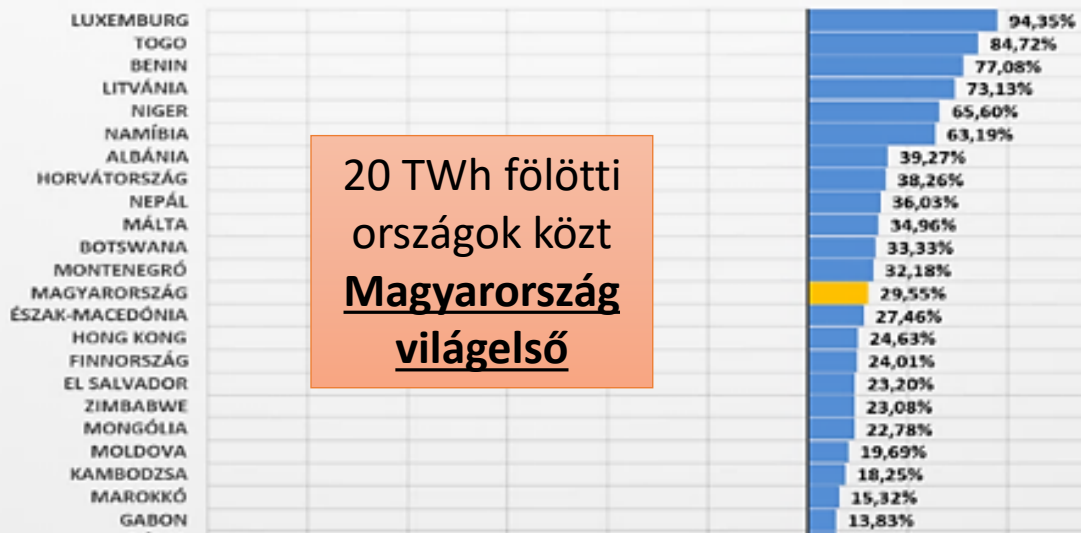 LUXEMBURG 94,35%
TOGO 84,72%
BENIN 77,08%
LITVÁNIA 73,13%
NIGER 65,60%
NAMÍBIA 63,19%
ALBÁNIA 39,27%
HORVÁTORSZÁG 38,26%
NEPÁL 36,03%
MÁLTA 34,96%
BOTSWANA 33,33%
MONTENEGRÓ 32,18%
MAGYARORSZÁG 29,55%
ÉSZAK-MACEDÓNIA 27,46%
HONG KONG 24,63%
FINNORSZÁG 24,01%
EL SALVADOR 23,20%
ZIMBABWE 23,08%
MONGÓLIA 22,78%
MOLDOVA 19,69%
KAMBODZSA 18,25%
MAROKKÓ 15,32%
GABON 13,83%
20 TWh fölötti
országok közt
Magyarország
világelső